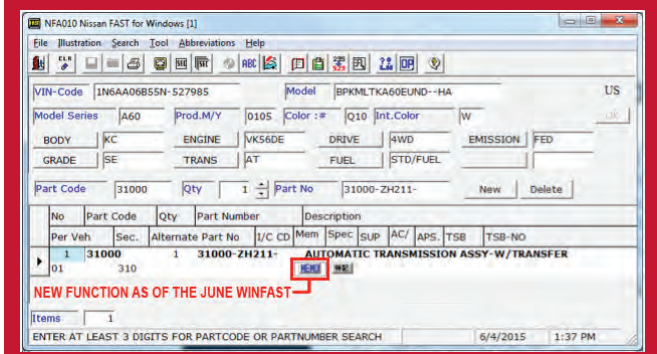 NFA010 Nissan FAST for Windows [1]
File Illustration Search Tool Abbreviations Help
ABC
VIN-Code 1N6AA06B55N-527985 Model BPKMLTKA60EUND--HA US
Model Series A60 Prod.M/Y 0105 Color :# Q10 Int.Color W
BODY KC ENGINE VK56DE DRIVE 4WD EMISSION FED
GRADE SE TRANS AT FUEL STD/FUEL
Part Code 31000 Qty 1 Part No 31000-ZH211- New Delete
No Part Code Qty Part Number Description
Per Veh Sec. Alternate Part No I/C CD Mem Spec SUP AC/ APS. TSB TSB-NO
1 31000 1 31000-ZH211- AUTOMATIC TRANSMISSION ASSY-W/TRANSFER
01 310 MEMO
NEW FUNCTION AS OF THE JUNE WINFAST
Items 1
ENTER AT LEAST 3 DIGITS FOR PARTCODE OR PARTNUMBER SEARCH 6/4/2015 1:37 PM